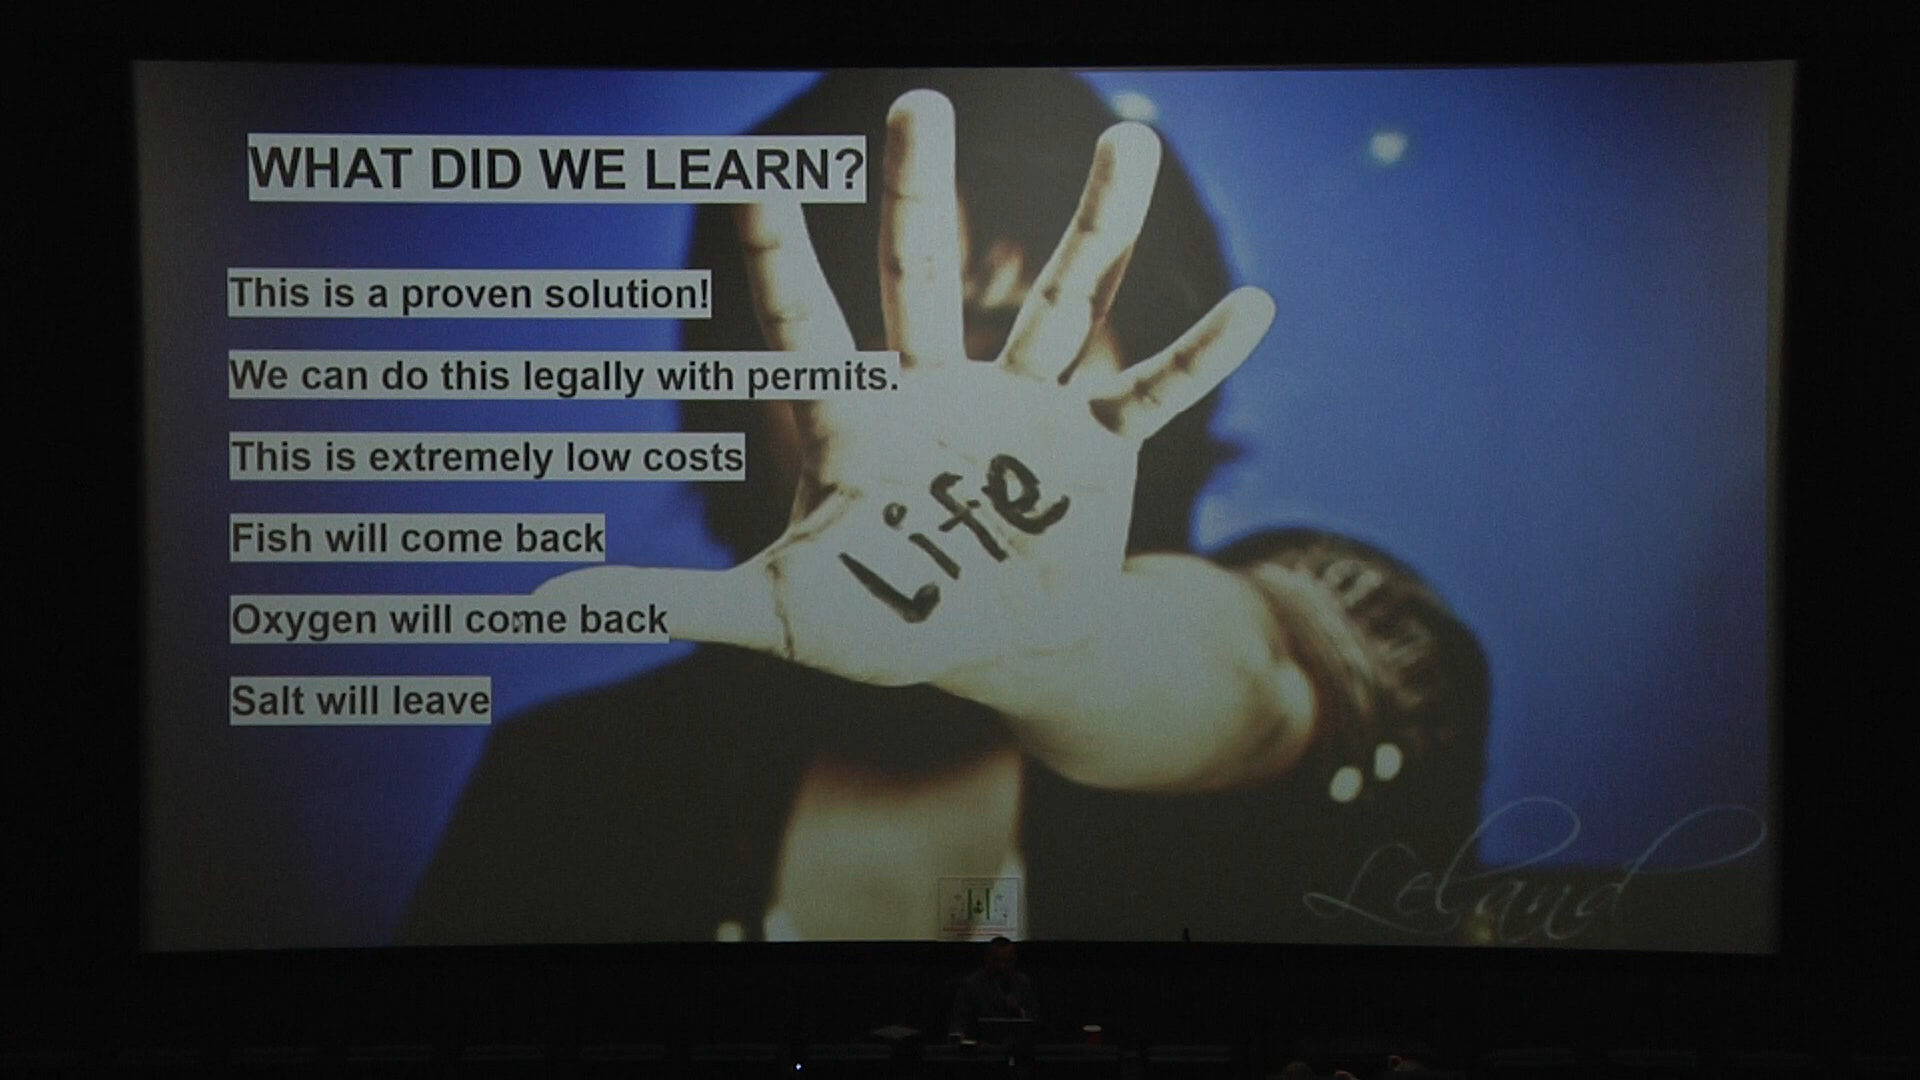 WHAT DID WE LEARN?
This is a proven solution!
We can do this legally with permits.
This is extremely low costs
Fish will come back
Oxygen will come back
Salt will leave
Life
Leland